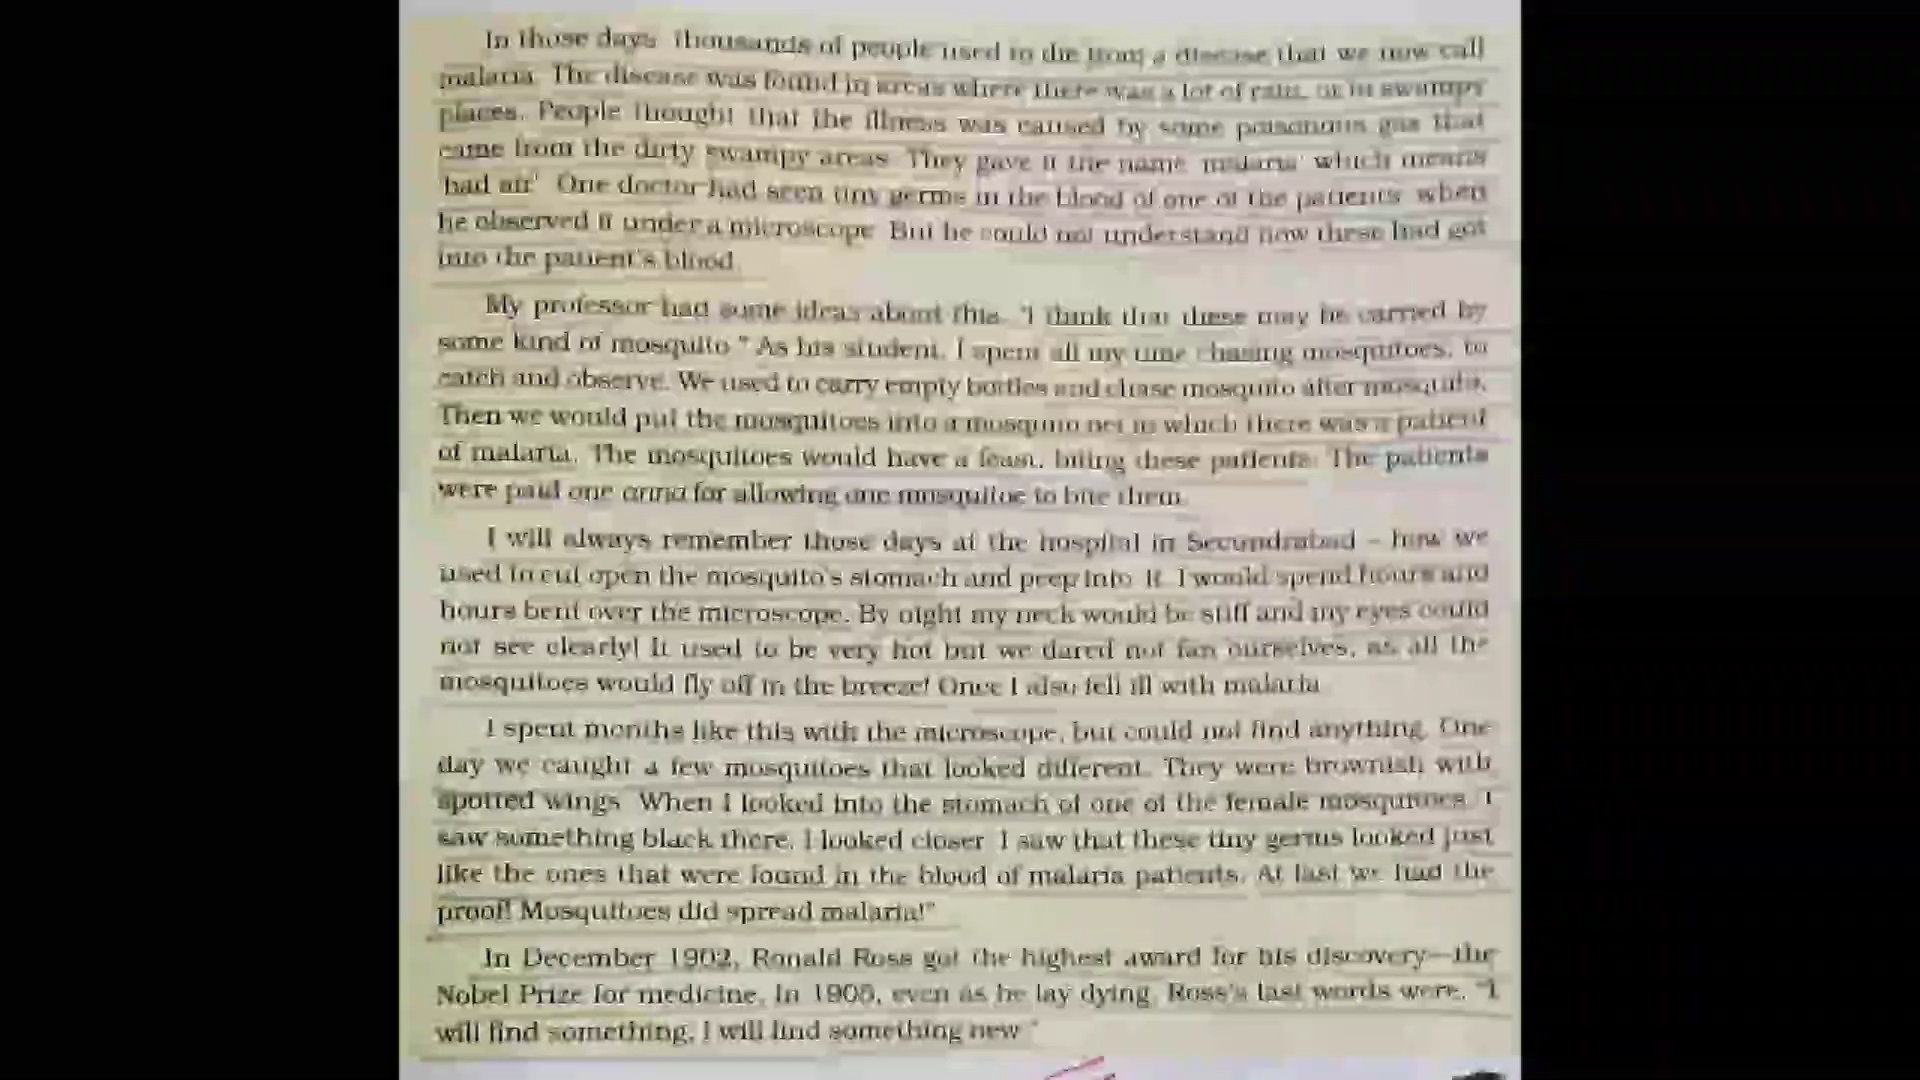 In those days, thousands of people used to die from a disease that we now call
malaria. The disease was found in areas where there was a lot of rain, or in swampy
places. People thought that the illness was caused by some poisonous gas that
came from the dirty swampy areas. They gave it the name 'malaria' which means
'bad air'. One doctor had seen tiny germs in the blood of one of the patients when
he observed it under a microscope. But he could not understand how these had got
into the patient's blood.
My professor had some ideas about this. "I think that these may be carried by
some kind of mosquito." As his student, I spent all my time chasing mosquitoes, to
catch and observe. We used to carry empty bottles and chase mosquito after mosquito.
Then we would put the mosquitoes into a mosquito net in which there was a patient
of malaria. The mosquitoes would have a feast, biting these patients. The patients
were paid one anna for allowing one mosquitoe to bite them.
I will always remember those days at the hospital in Secundrabad – how we
used to cut open the mosquito's stomach and peep into it. I would spend hours and
hours bent over the microscope. By night my neck would be stiff and my eyes could
not see clearly! It used to be very hot but we dared not fan ourselves, as all the
mosquitoes would fly off in the breeze! Once I also fell ill with malaria.
I spent months like this with the microscope, but could not find anything. One
day we caught a few mosquitoes that looked different. They were brownish with
spotted wings. When I looked into the stomach of one of the female mosquitoes, I
saw something black there. I looked closer. I saw that these tiny germs looked just
like the ones that were found in the blood of malaria patients. At last we had the
proof! Mosquitoes did spread malaria!"
In December 1902, Ronald Ross got the highest award for his discovery—the
Nobel Prize for medicine. In 1905, even as he lay dying, Ross's last words were, "I
will find something, I will find something new."